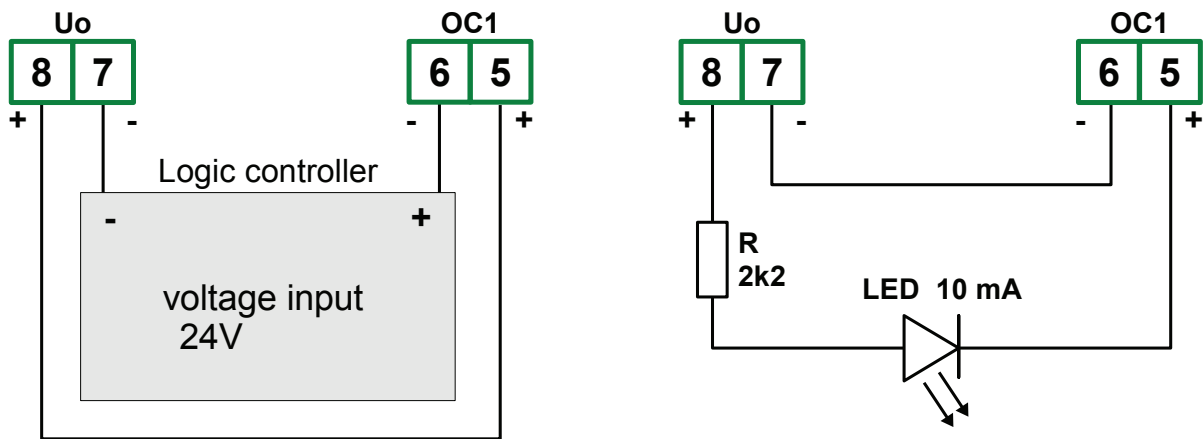 Uo
OC1
8 7
6 5
+ -
- +
Logic controller
- +
voltage input
24V
Uo
OC1
8 7
6 5
+ -
- +
R
2k2
LED 10 mA